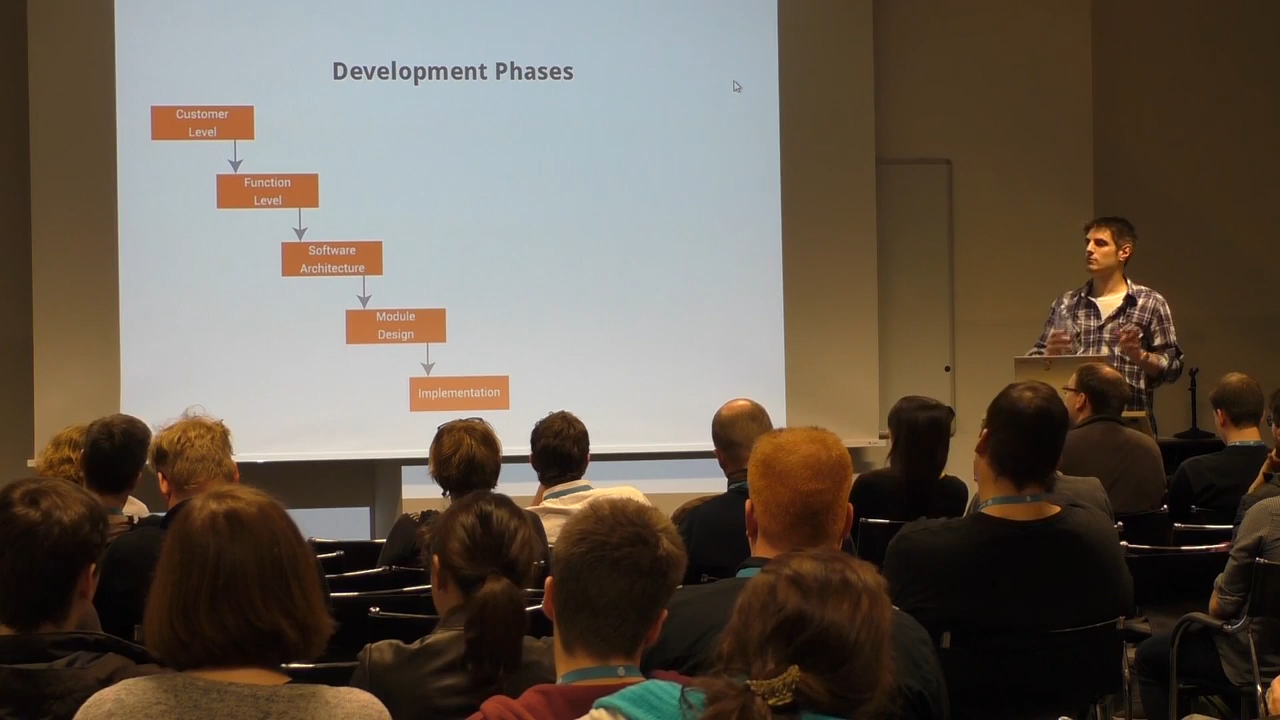 Development Phases
Customer
Level
Function
Level
Software
Architecture
Module
Design
Implementation